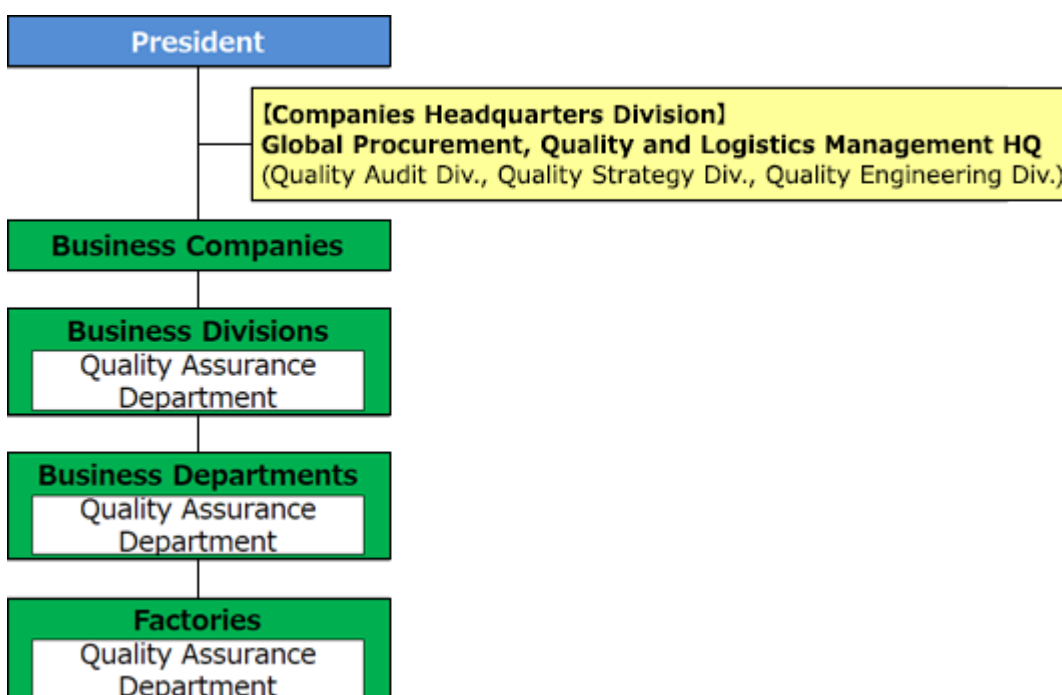 President
【Companies Headquarters Division】
Global Procurement, Quality and Logistics Management HQ
(Quality Audit Div., Quality Strategy Div., Quality Engineering Div.)
Business Companies
Business Divisions
Quality Assurance
Department
Business Departments
Quality Assurance
Department
Factories
Quality Assurance
Department